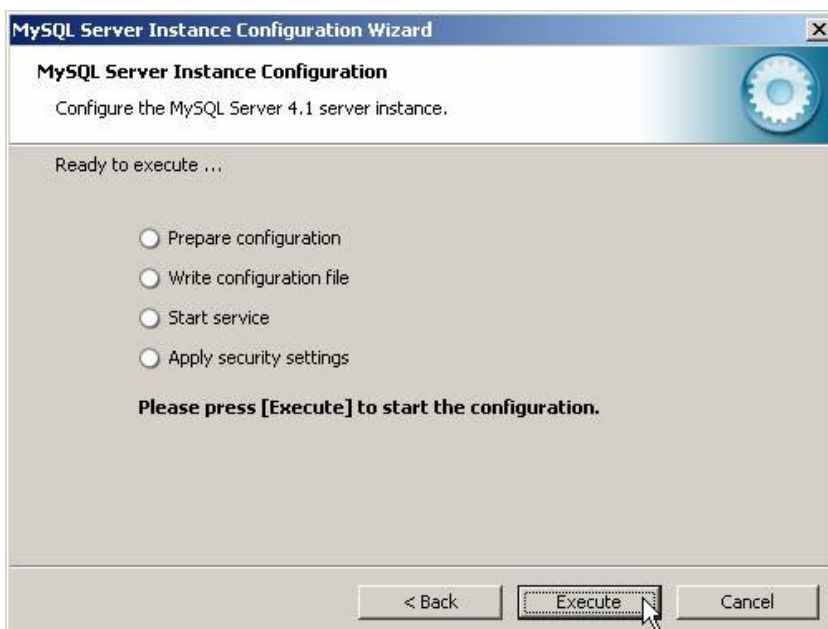 MySQL Server Instance Configuration Wizard
MySQL Server Instance Configuration
Configure the MySQL Server 4.1 server instance.
Ready to execute ...
Prepare configuration
Write configuration file
Start service
Apply security settings
Please press [Execute] to start the configuration.
< Back Execute Cancel